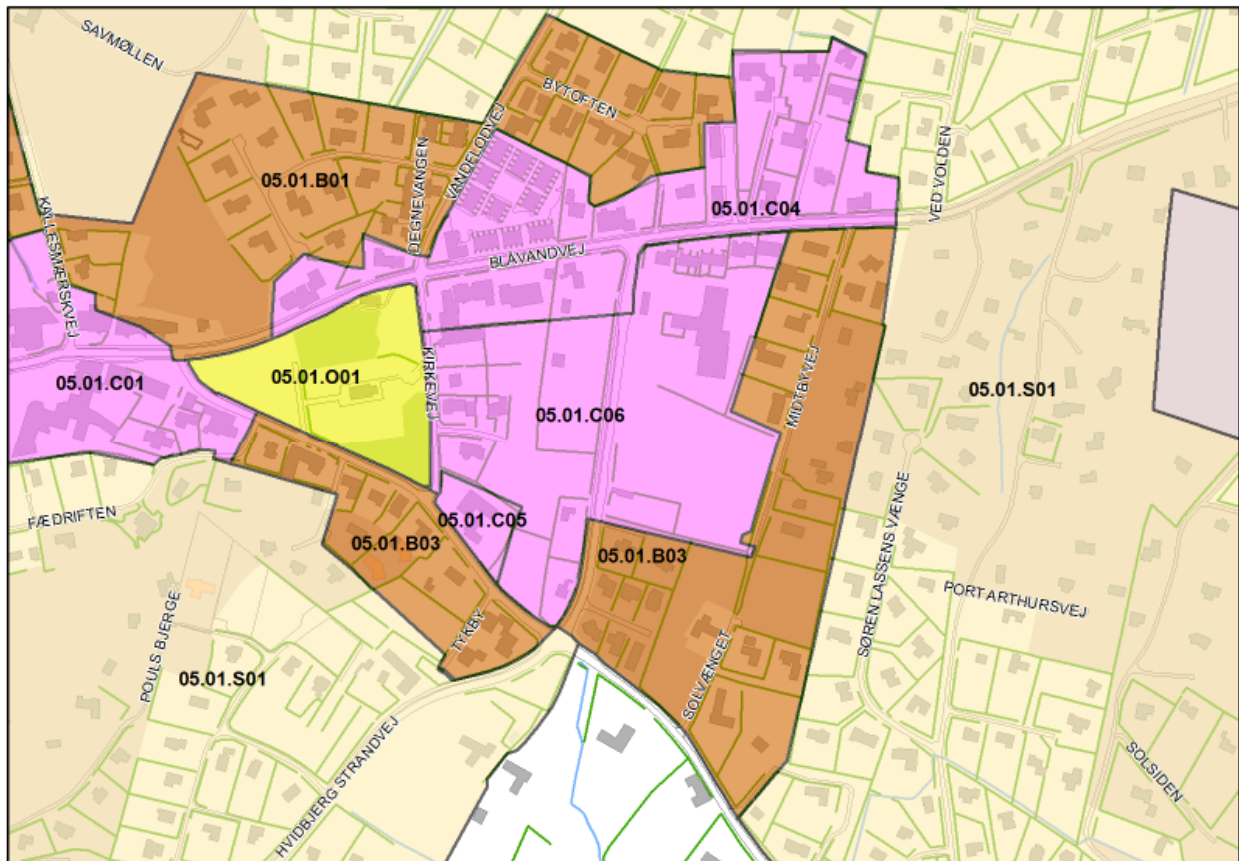 SAVMØLLEN
BYTOFTEN
VANDELODVEJ
DEGNEVANGEN
VED VOLDEN
05.01.B01
05.01.C04
KALLESMÆRSKVEJ
BLÅVANDVEJ
05.01.O01
KIRKEVEJ
MIDTBYVEJ
05.01.C01
05.01.S01
05.01.C06
FÆDRIFTEN
05.01.C05
SØREN LASSENS VÆNGE
05.01.B03
05.01.B03
PORT ARTHURSVEJ
POULS BJERGE
TYKBY
05.01.S01
SOLVÆNGET
HVIDBJERG STRANDVEJ
SOLSIDEN